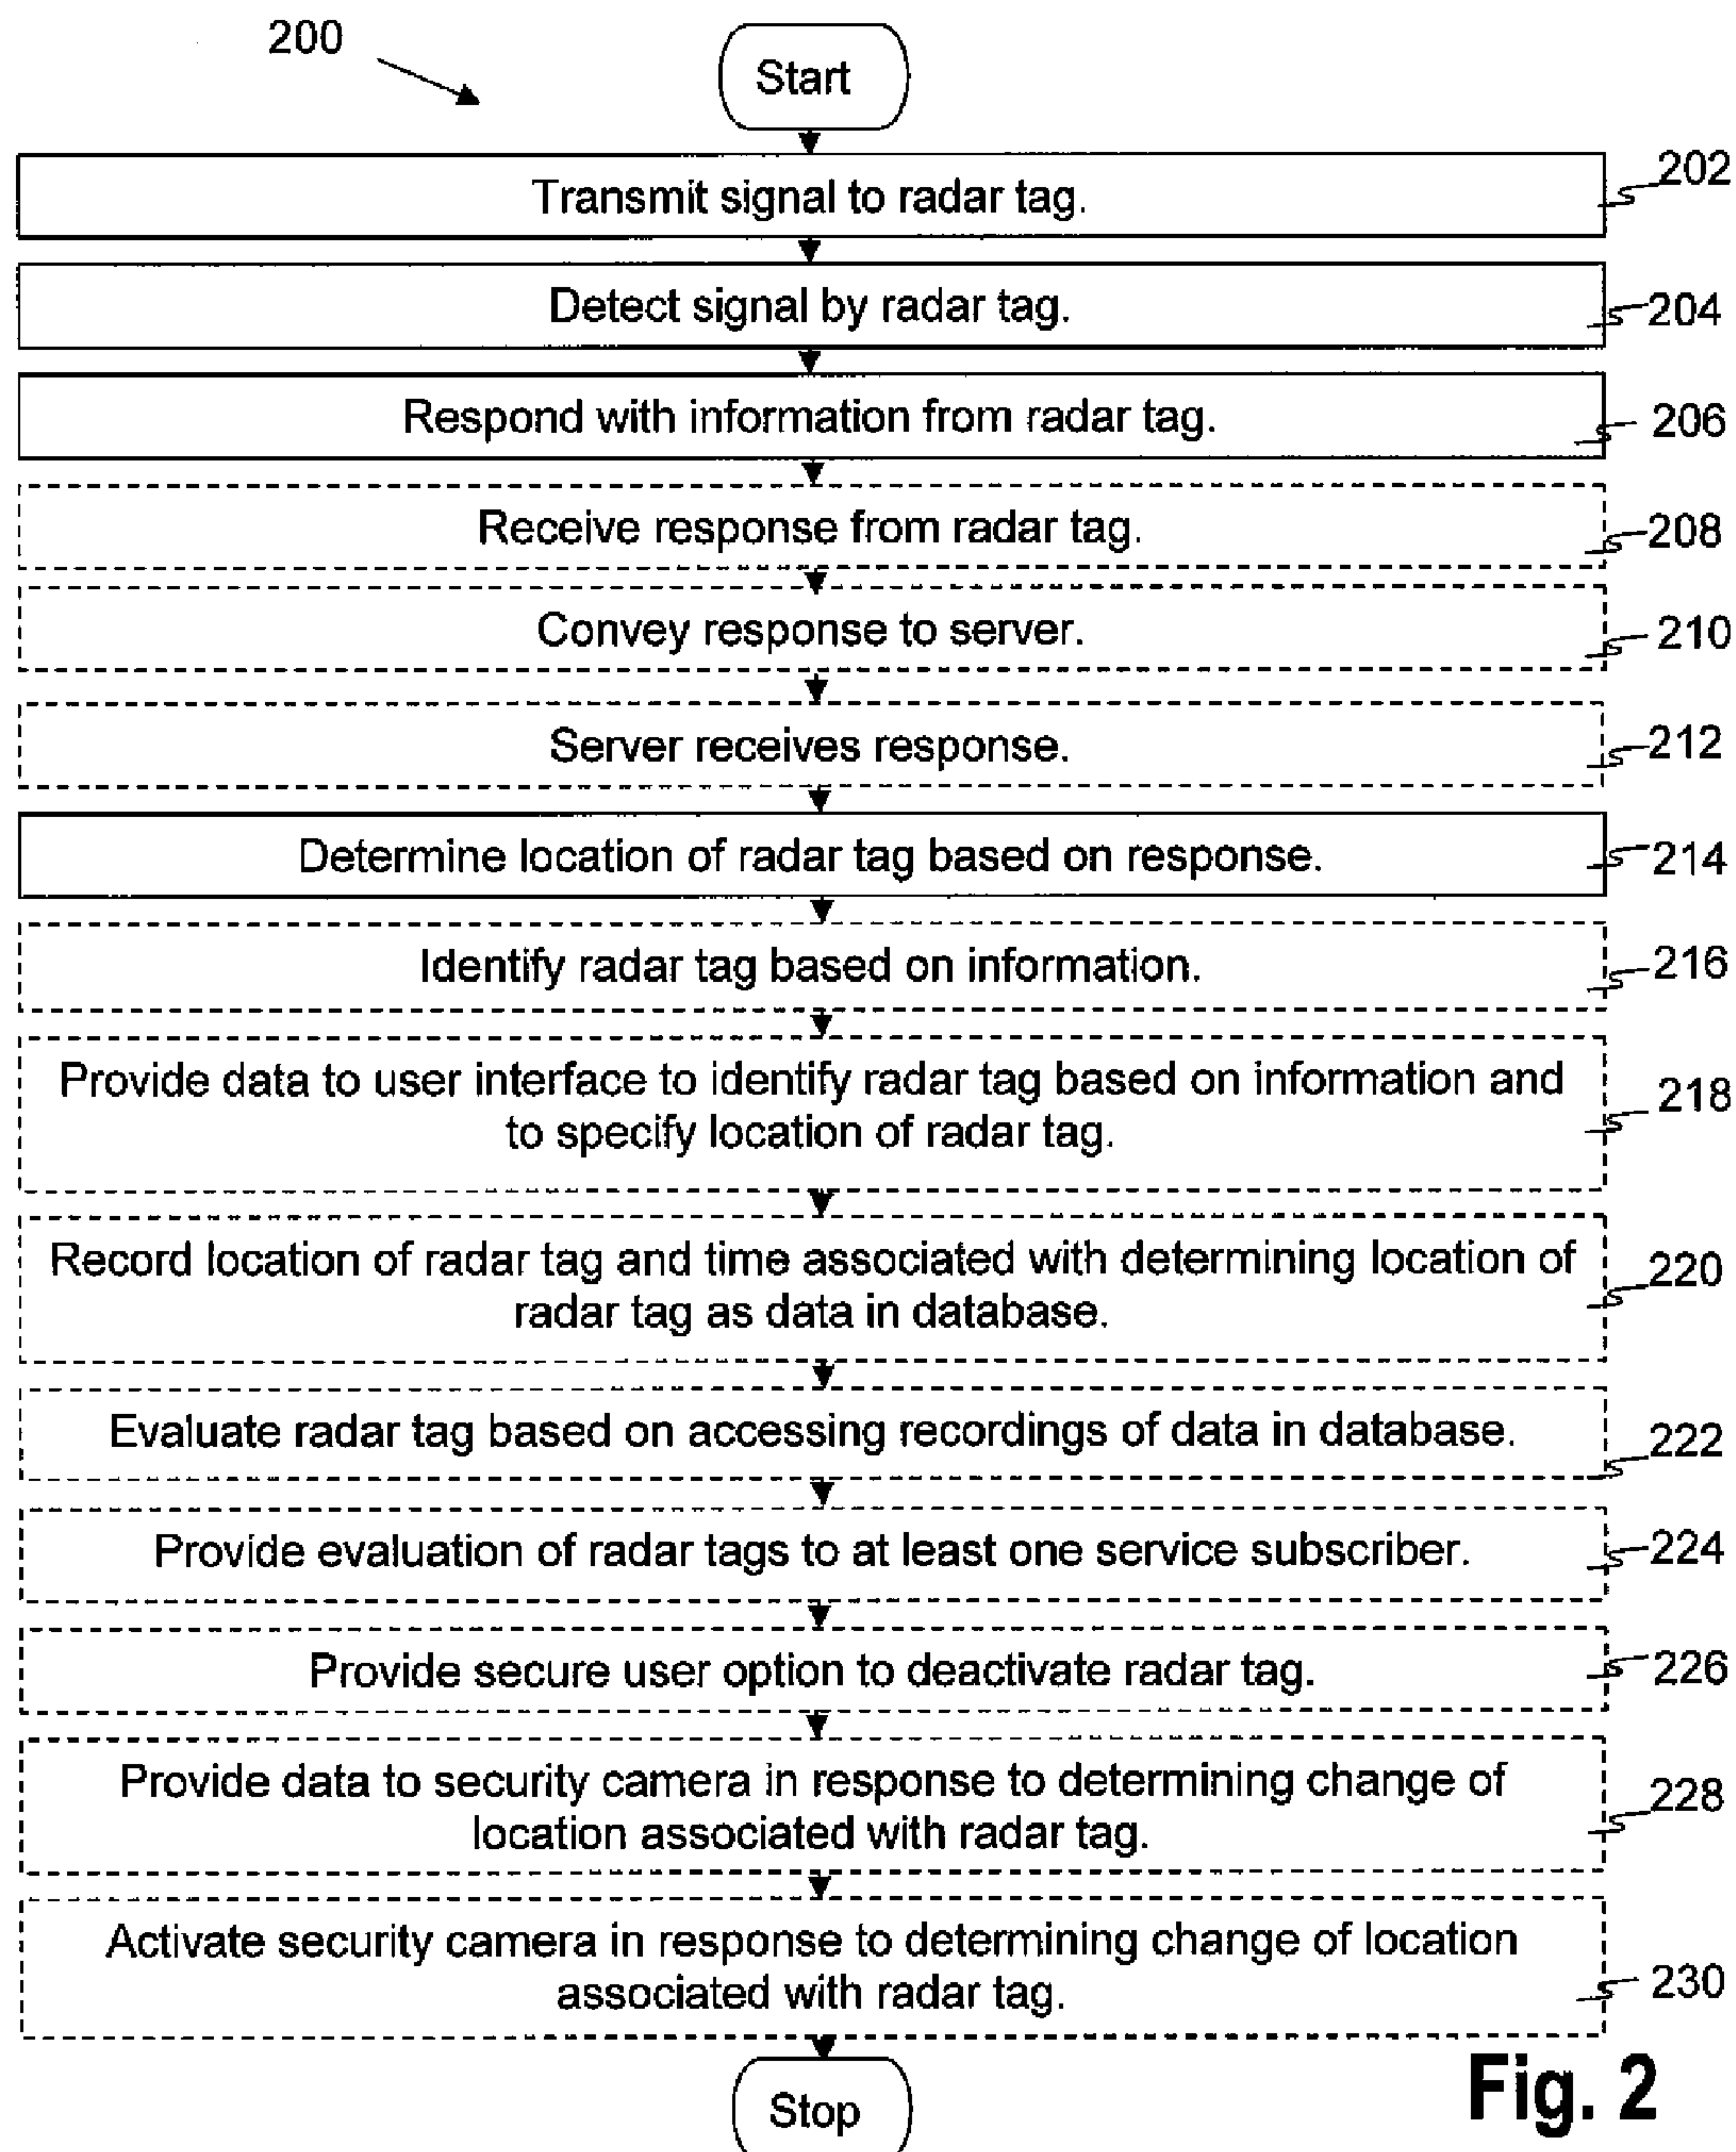 200
Start
Transmit signal to radar tag.
202
Detect signal by radar tag.
204
Respond with information from radar tag.
206
Receive response from radar tag.
208
Convey response to server.
210
Server receives response.
212
Determine location of radar tag based on response.
214
Identify radar tag based on information.
216
Provide data to user interface to identify radar tag based on information and
to specify location of radar tag.
218
Record location of radar tag and time associated with determining location of
radar tag as data in database.
220
Evaluate radar tag based on accessing recordings of data in database.
222
Provide evaluation of radar tags to at least one service subscriber.
224
Provide secure user option to deactivate radar tag.
226
Provide data to security camera in response to determining change of
location associated with radar tag.
228
Activate security camera in response to determining change of location
associated with radar tag.
230
Stop
Fig. 2